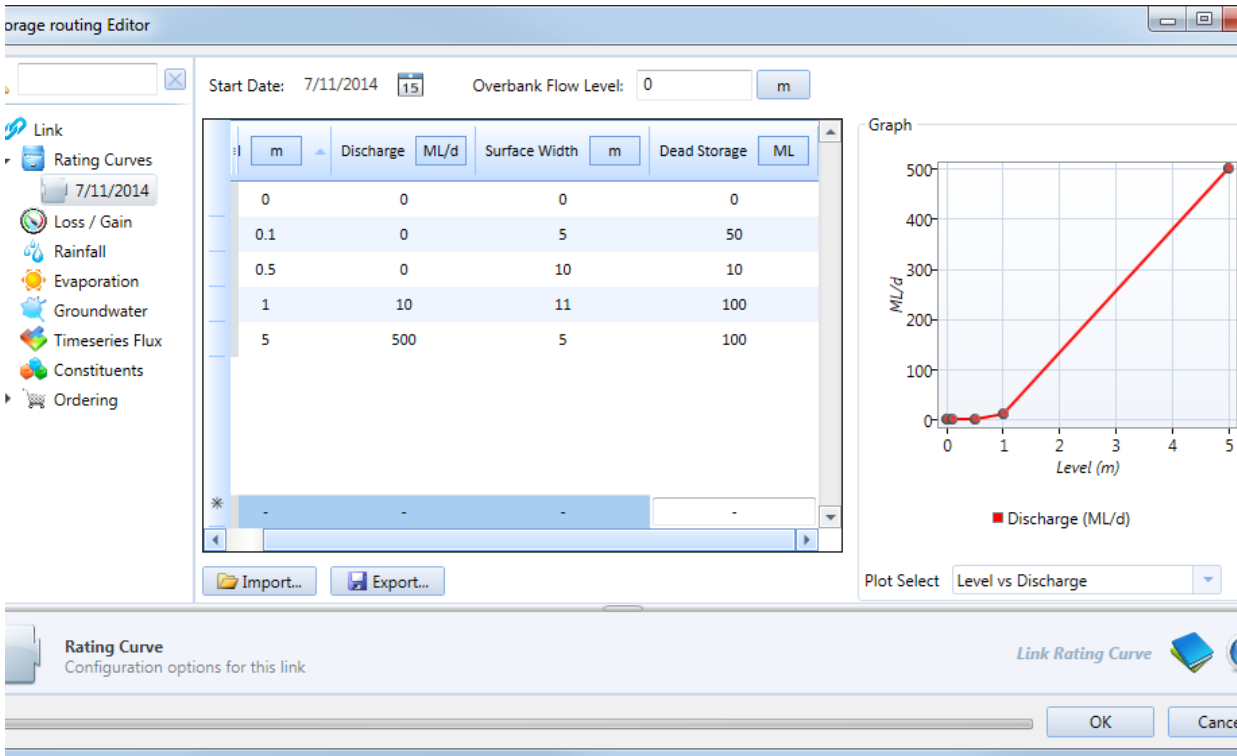 orage routing Editor
Start Date: 7/11/2014 15 Overbank Flow Level: 0 m
Link
Rating Curves
7/11/2014
Loss / Gain
Rainfall
Evaporation
Groundwater
Timeseries Flux
Constituents
Ordering
l m Discharge ML/d Surface Width m Dead Storage ML
0 0 0 0
0.1 0 5 50
0.5 0 10 10
1 10 11 100
5 500 5 100
* - - - -
Import... Export...
Graph
500
400
300
200
100
0
ML/d
0 1 2 3 4 5
Level (m)
Discharge (ML/d)
Plot Select Level vs Discharge
Rating Curve
Configuration options for this link
Link Rating Curve
OK Cance